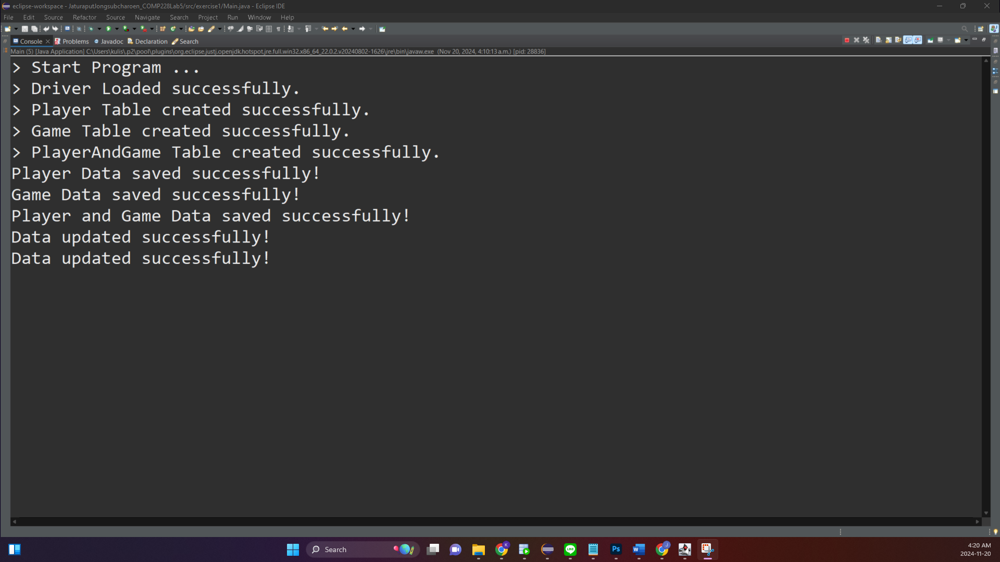 eclipse-workspace - JaturaputJongsubcharoen_COMP228Lab5/src/exercise1/Main.java - Eclipse IDE
File Edit Source Refactor Source Navigate Search Project Run Window Help
Console Problems Javadoc Declaration Search
Main (5) [Java Application] C:\Users\kulis\.p2\pool\plugins\org.eclipse.justj.openjdk.hotspot.jre.full.win32.x86_64_22.0.2.v20240802-1626\jre\bin\javaw.exe (Nov 20, 2024, 4:10:13 a.m.) [pid: 28836]
> Start Program ...
> Driver Loaded successfully.
> Player Table created successfully.
> Game Table created successfully.
> PlayerAndGame Table created successfully.
Player Data saved successfully!
Game Data saved successfully!
Player and Game Data saved successfully!
Data updated successfully!
Data updated successfully!
Search K LINE Ps W J
4:20 AM
2024-11-20